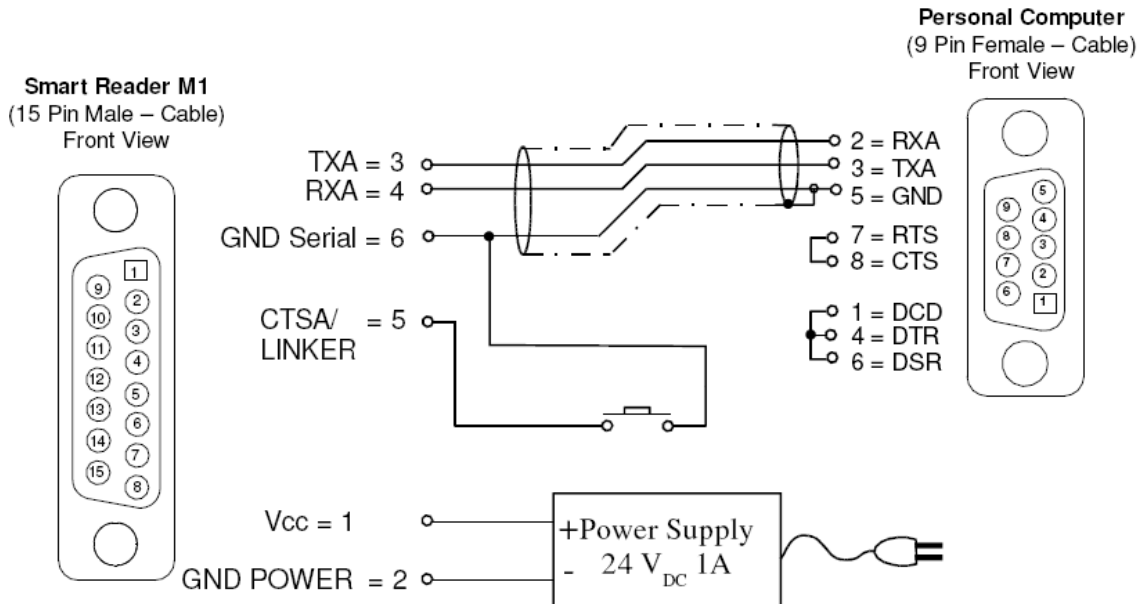 Personal Computer
(9 Pin Female – Cable)
Front View
Smart Reader M1
(15 Pin Male – Cable)
Front View
TXA = 3
RXA = 4
GND Serial = 6
CTSA/ = 5
LINKER
2 = RXA
3 = TXA
5 = GND
7 = RTS
8 = CTS
1 = DCD
4 = DTR
6 = DSR
1
2
3
4
5
6
7
8
9
10
11
12
13
14
15
5
4
3
2
1
9
8
7
6
Vcc = 1
GND POWER = 2
+Power Supply
- 24 VDC 1A